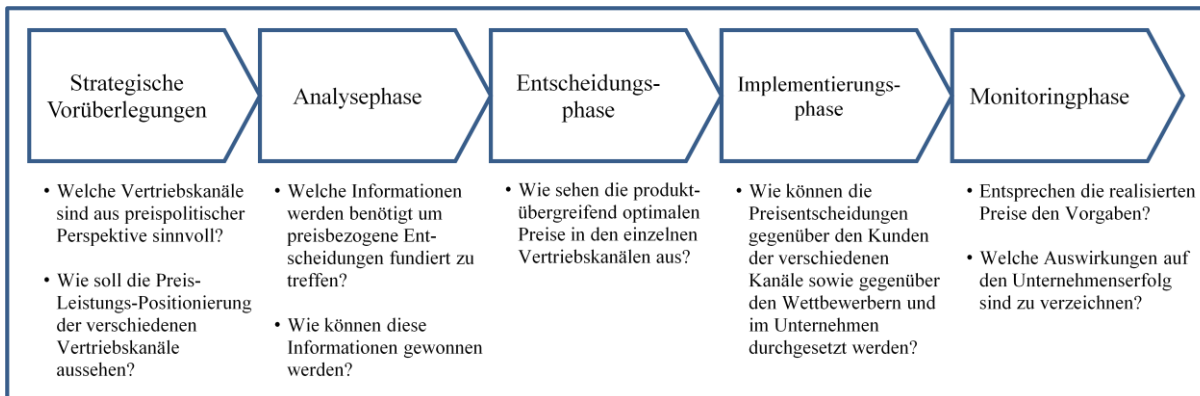 Strategische
Vorüberlegungen
Analysephase
Entscheidungs-
phase
Implementierungs-
phase
Monitoringphase
• Welche Vertriebskanäle
sind aus preispolitischer
Perspektive sinnvoll?
• Wie soll die Preis-
Leistungs-Positionierung
der verschiedenen
Vertriebskanäle
aussehen?
• Welche Informationen
werden benötigt um
preisbezogene Ent-
scheidungen fundiert zu
treffen?
• Wie können diese
Informationen gewonnen
werden?
• Wie sehen die produkt-
übergreifend optimalen
Preise in den einzelnen
Vertriebskanälen aus?
• Wie können die
Preisentscheidungen
gegenüber den Kunden
der verschiedenen
Kanäle sowie gegenüber
den Wettbewerbern und
im Unternehmen
durchgesetzt werden?
• Entsprechen die realisierten
Preise den Vorgaben?
• Welche Auswirkungen auf
den Unternehmenserfolg
sind zu verzeichnen?